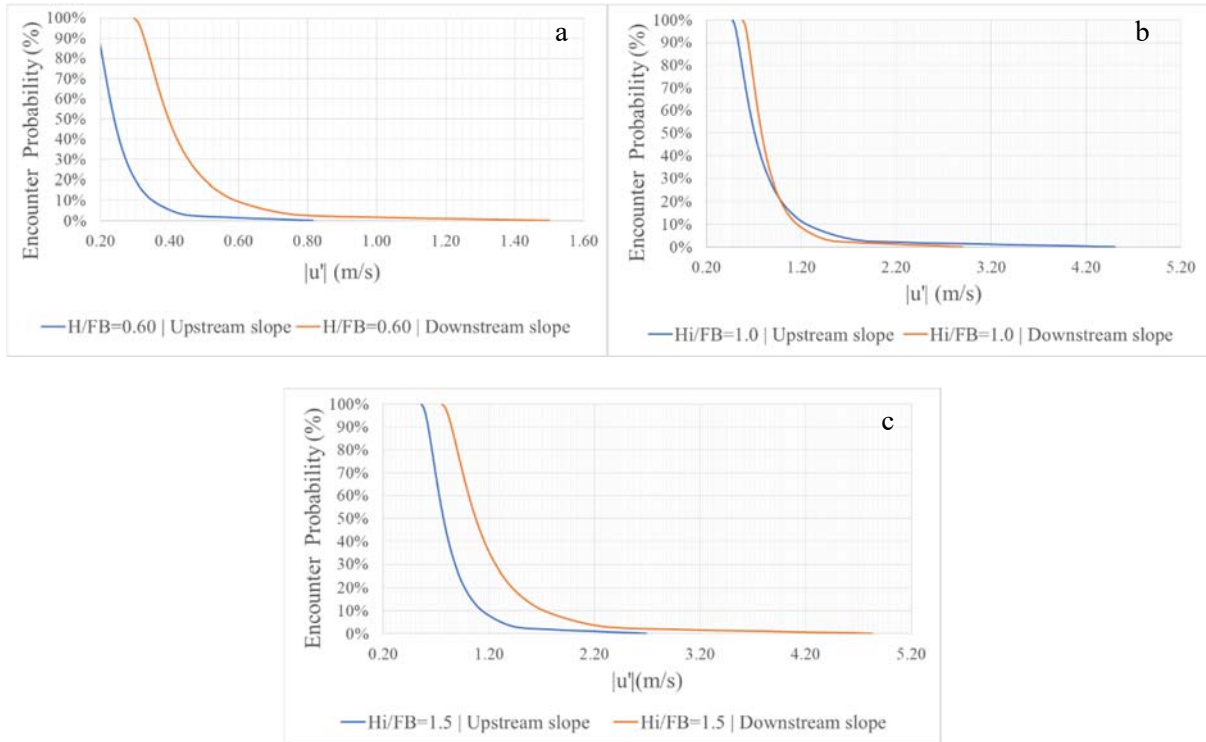 a
Encounter Probability (%)
100%
90%
80%
70%
60%
50%
40%
30%
20%
10%
0%
0.20 0.40 0.60 0.80 1.00 1.20 1.40 1.60
|u'| (m/s)
H/FB=0.60 | Upstream slope H/FB=0.60 | Downstream slope
b
Encounter Probability (%)
100%
90%
80%
70%
60%
50%
40%
30%
20%
10%
0%
0.20 1.20 2.20 3.20 4.20 5.20
|u'| (m/s)
Hi/FB=1.0 | Upstream slope Hi/FB=1.0 | Downstream slope
c
Encounter Probability (%)
100%
90%
80%
70%
60%
50%
40%
30%
20%
10%
0%
0.20 1.20 2.20 3.20 4.20 5.20
|u'|(m/s)
Hi/FB=1.5 | Upstream slope Hi/FB=1.5 | Downstream slope